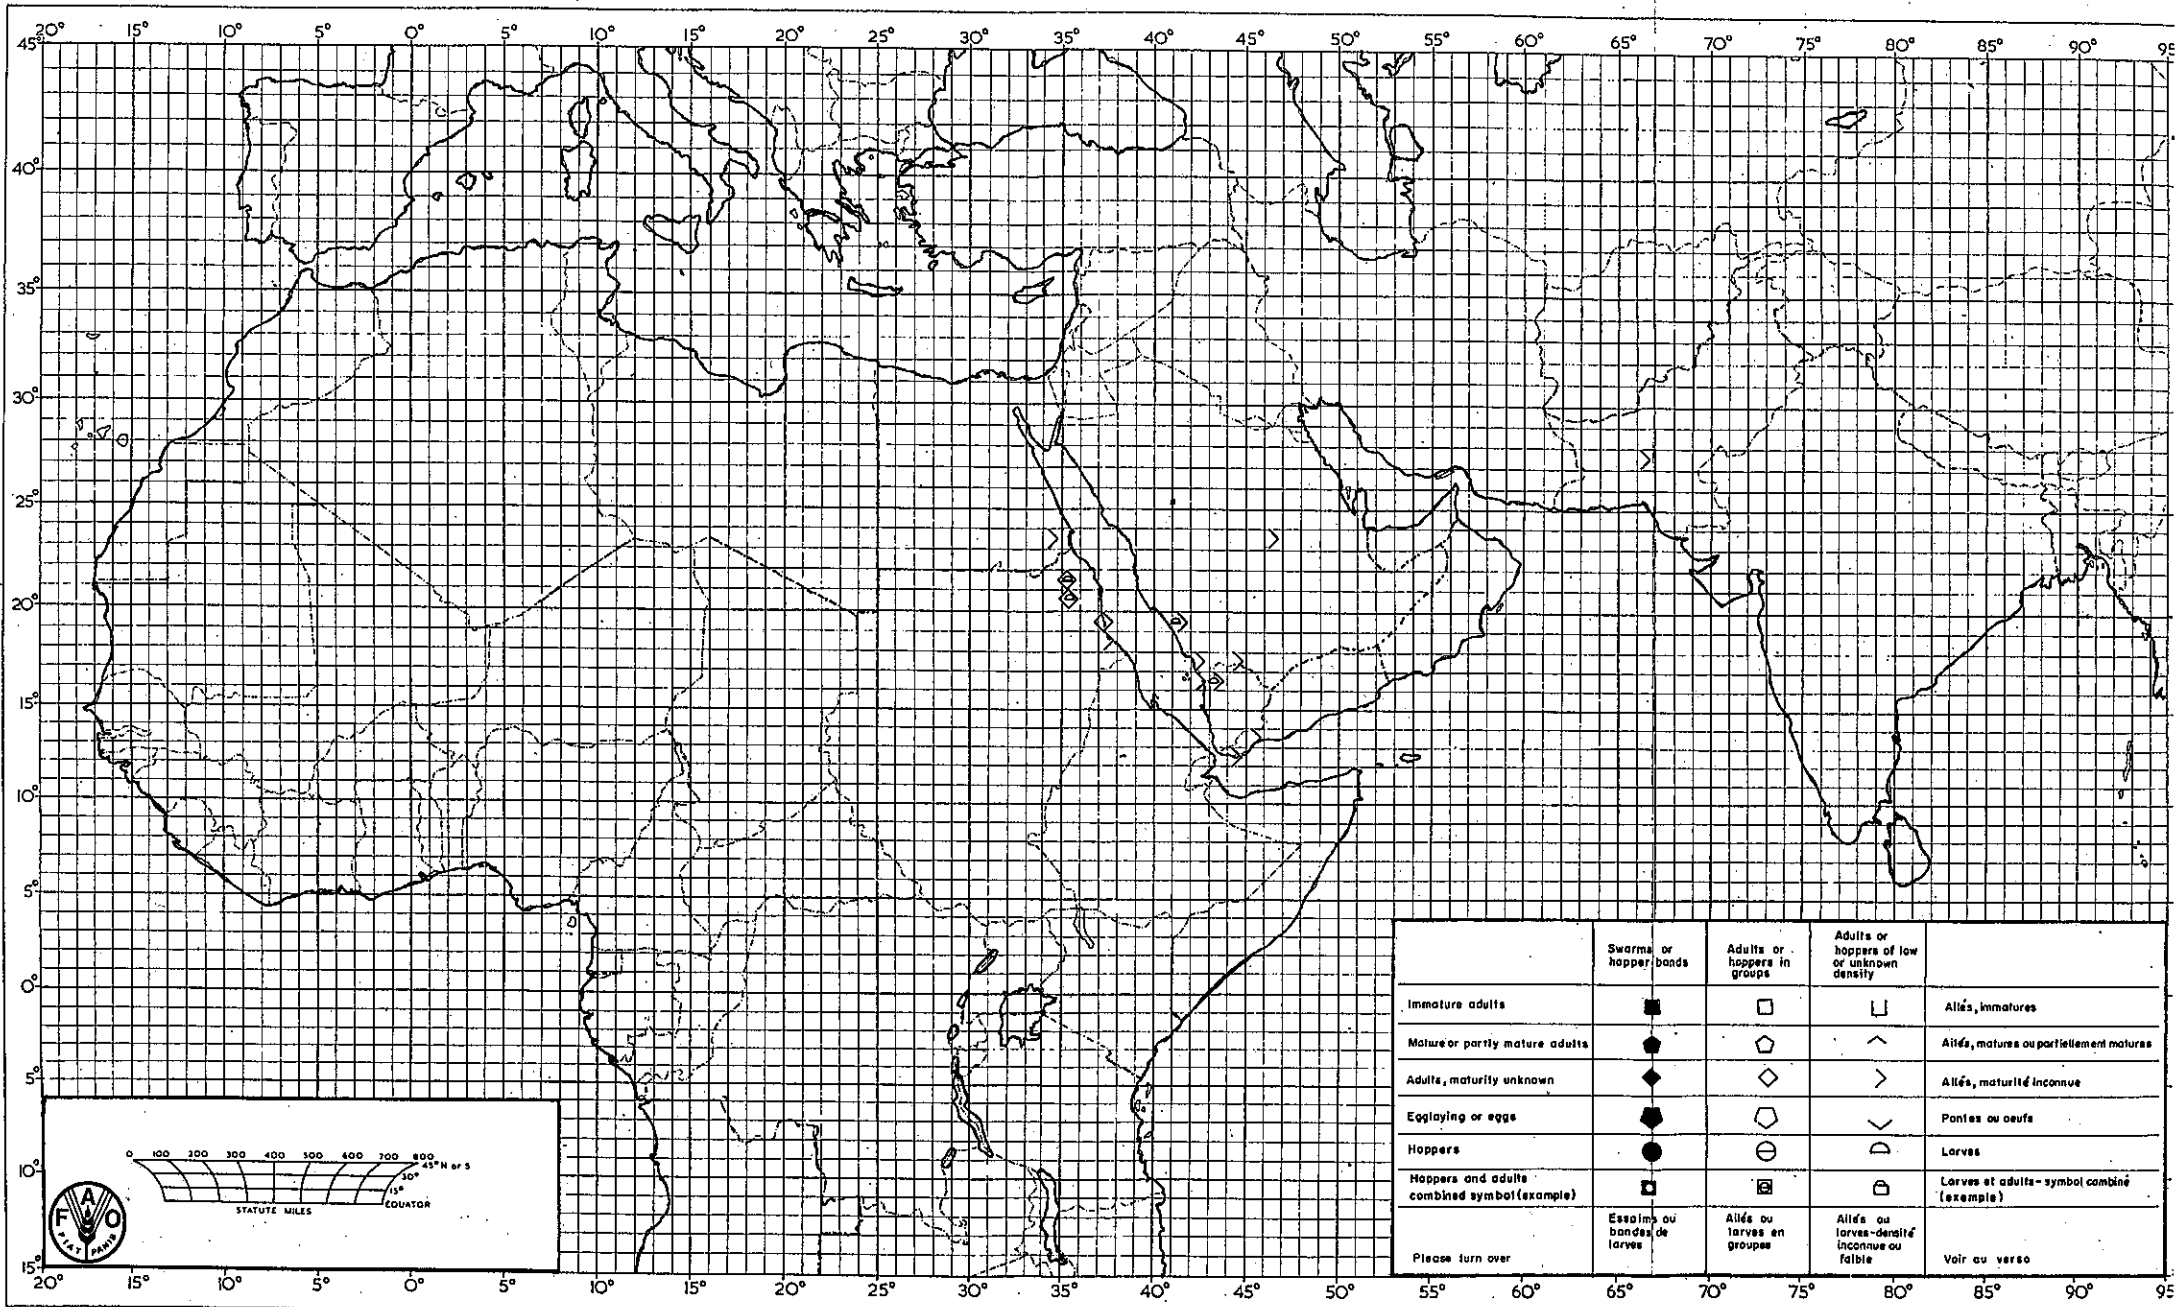 20° 15° 10° 5° 0° 5° 10° 15° 20° 25° 30° 35° 40° 45° 50° 55° 60° 65° 70° 75° 80° 85° 90° 95
45°
40°
35°
30°
25°
20°
15°
10°
5°
0°
5°
10°
15°
Swarms or hopper bands
Adults or hoppers in groups
Adults or hoppers of low or unknown density
Immature adults
Ailés, immatures
Mature or partly mature adults
Ailés, matures ou partiellement matures
Adults, maturity unknown
Ailés, maturité inconnue
Egglaying or eggs
Pontes ou oeufs
Hoppers
Larves
Hoppers and adults
combined symbol (example)
Larves et adults - symbol combiné
(exemple)
Essaims ou
bandes de
larves
Ailés ou
larves en
groupes
Ailés ou
larves-densité
inconnue ou
faible
Please turn over
Voir au verso
0 100 200 300 400 500 600 700 800
45° N or S
30°
15°
EQUATOR
STATUTE MILES
F A O
FIAT PANIS
20° 15° 10° 5° 0° 5° 10° 15° 20° 25° 30° 35° 40° 45° 50° 55° 60° 65° 70° 75° 80° 85° 90° 95